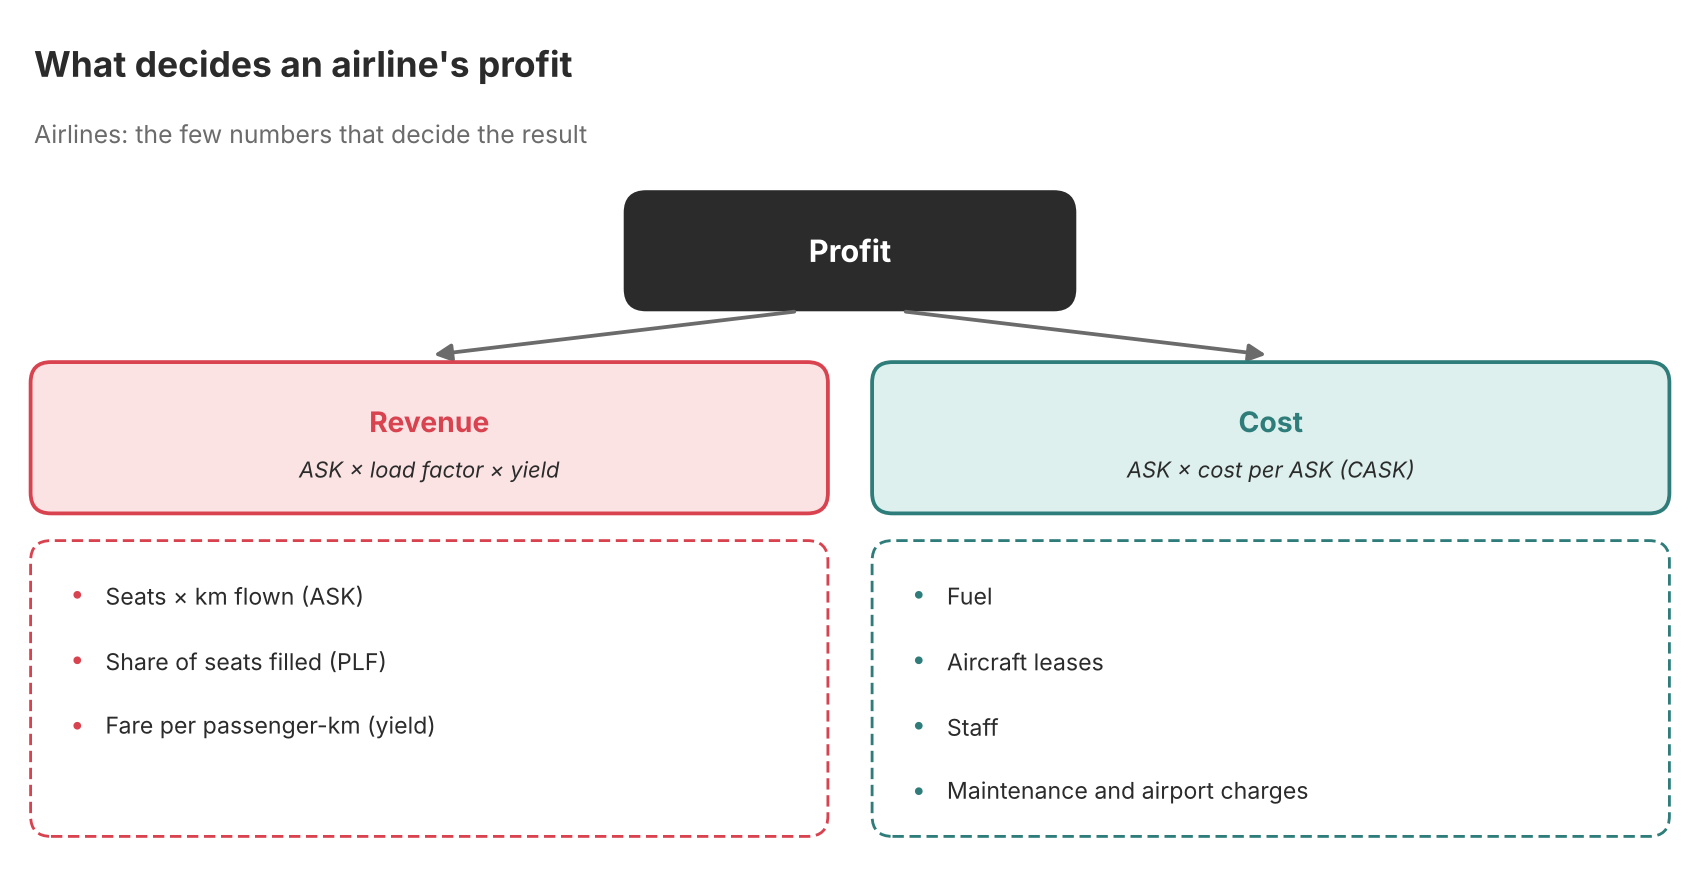 What decides an airline's profit
Airlines: the few numbers that decide the result
Profit
Revenue
ASK × load factor × yield
Cost
ASK × cost per ASK (CASK)
• Seats × km flown (ASK)
• Share of seats filled (PLF)
• Fare per passenger-km (yield)
• Fuel
• Aircraft leases
• Staff
• Maintenance and airport charges